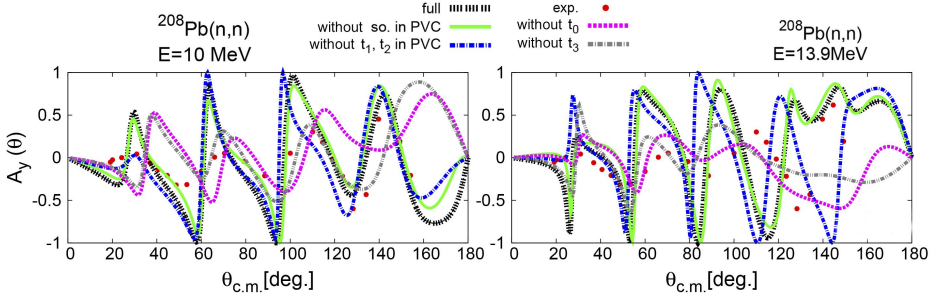 ²⁰⁸Pb(n,n)
E=10 MeV
full
without so. in PVC
without t₁, t₂ in PVC
exp.
without t₀
without t₃
²⁰⁸Pb(n,n)
E=13.9MeV
A_y (θ)
1
0.5
0
-0.5
-1
0 20 40 60 80 100 120 140 160 180
θ_c.m. [deg.]
1
0.5
0
-0.5
-1
0 20 40 60 80 100 120 140 160 180
θ_c.m. [deg.]